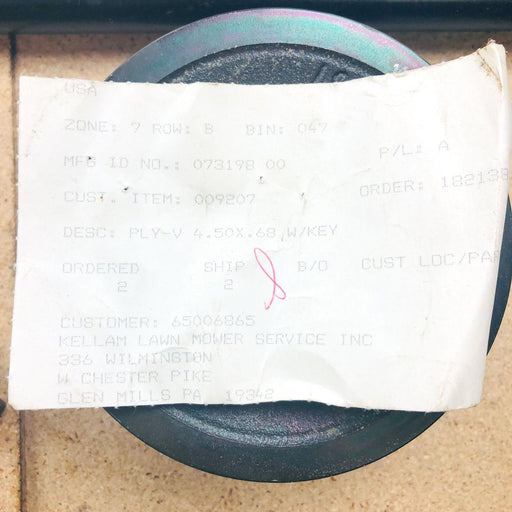 USA
ZONE: 7 ROW: B BIN: 047
P/L: A
MFG ID NO.: 073198 00
ORDER: 182138
CUST. ITEM: 009207
DESC: PLY-V 4.50X.68 W/KEY
ORDERED SHIP B/O CUST LOC/PAR
2 2
CUSTOMER: 65006865
KELLAM LAWN MOWER SERVICE INC
336 WILMINGTON
W CHESTER PIKE
GLEN MILLS PA 19342